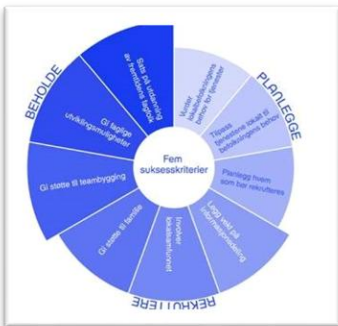 PLANLEGGE
Vurder
lokalbefolkningens
behov for tjenester
Tilpass
tjenestene lokalt til
befolkningens behov
Planlegg hvem
som bør rekrutteres
REKRUTTERE
Legg vekt på
informasjonsdeling
Involver
lokalsamfunnet
Gi støtte til familie
BEHOLDE
Gi støtte til teambygging
Gi faglige
utviklingsmuligheter
Sats på utdanning
av fremtidens fagfolk
Fem
suksesskriterier